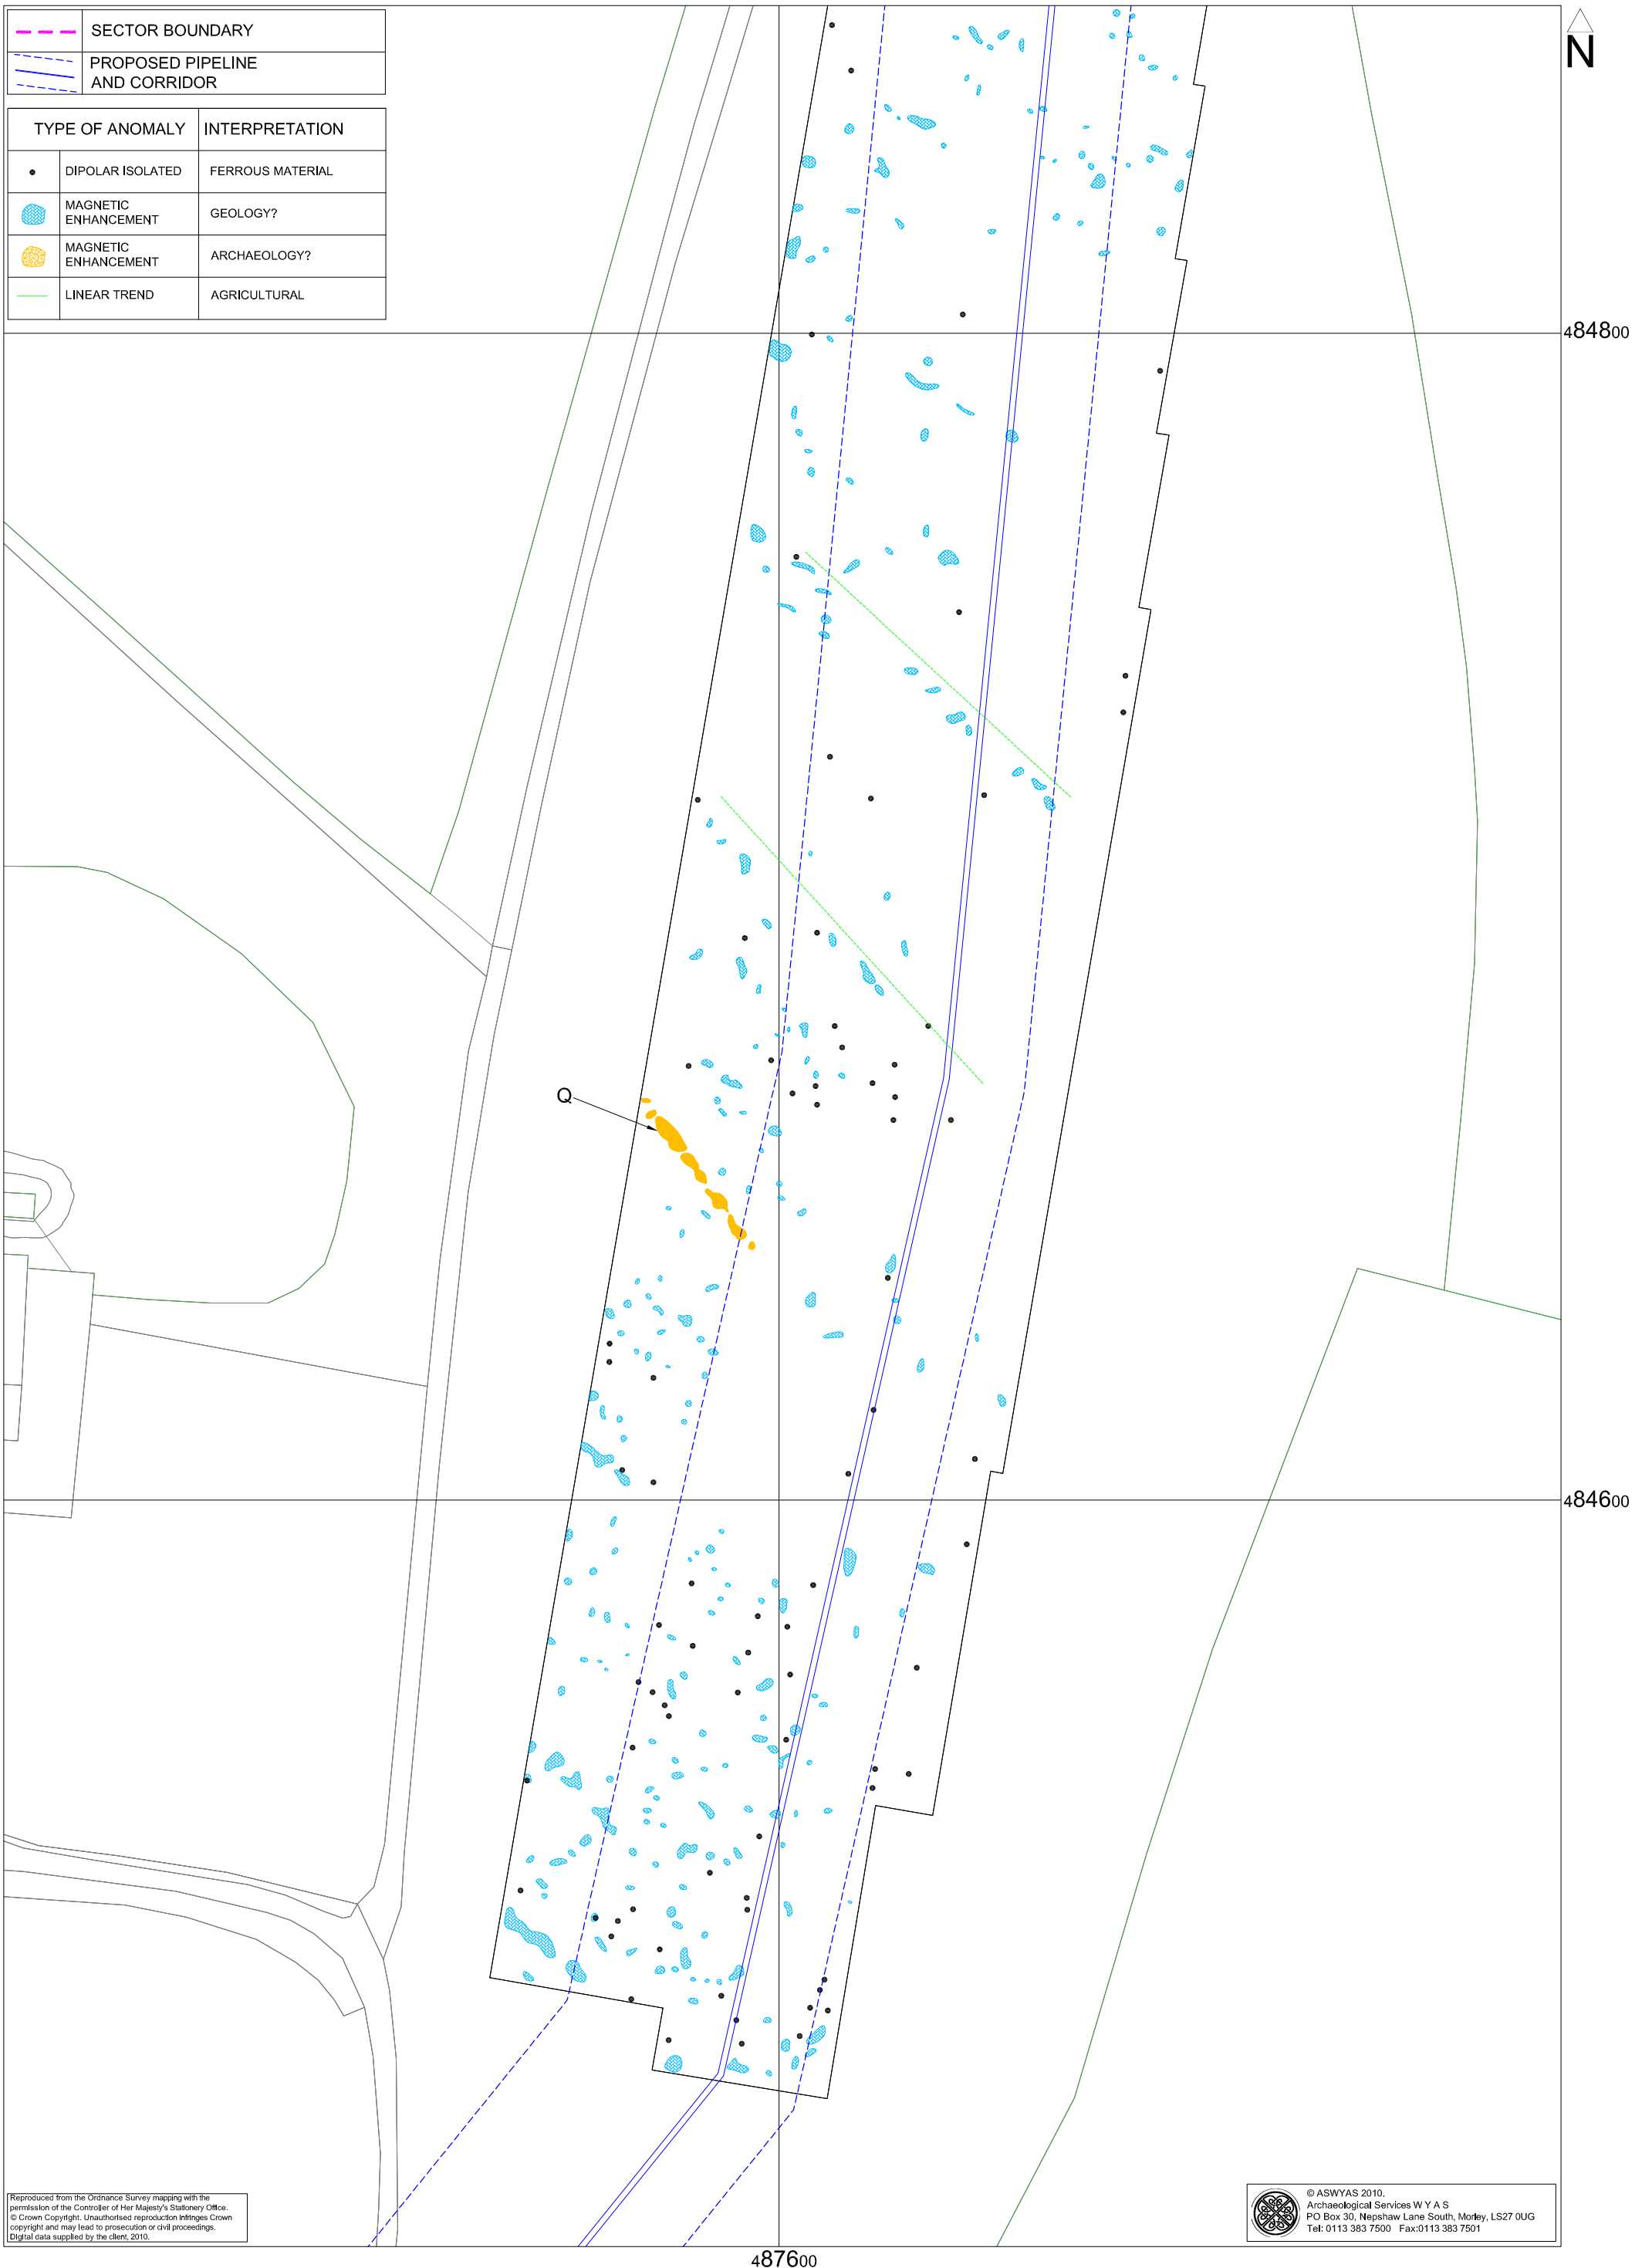 SECTOR BOUNDARY
PROPOSED PIPELINE
AND CORRIDOR
TYPE OF ANOMALY INTERPRETATION
DIPOLAR ISOLATED FERROUS MATERIAL
MAGNETIC
ENHANCEMENT
GEOLOGY?
MAGNETIC
ENHANCEMENT
ARCHAEOLOGY?
LINEAR TREND AGRICULTURAL
N
484800
Q
484600
487600
Reproduced from the Ordnance Survey mapping with the
permission of the Controller of Her Majesty's Stationery Office.
© Crown Copyright. Unauthorised reproduction infringes Crown
copyright and may lead to prosecution or civil proceedings.
Digital data supplied by the client, 2010.
© ASWYAS 2010.
Archaeological Services W Y A S
PO Box 30, Nepshaw Lane South, Morley, LS27 0UG
Tel: 0113 383 7500 Fax:0113 383 7501